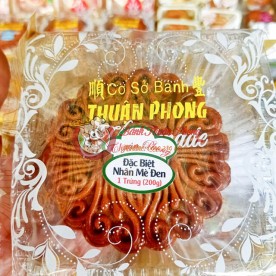 順 Cơ Sở Bánh 豐
THUẬN PHONG
Đặc Biệt
Nhân Mè Đen
1 Trứng (200g)